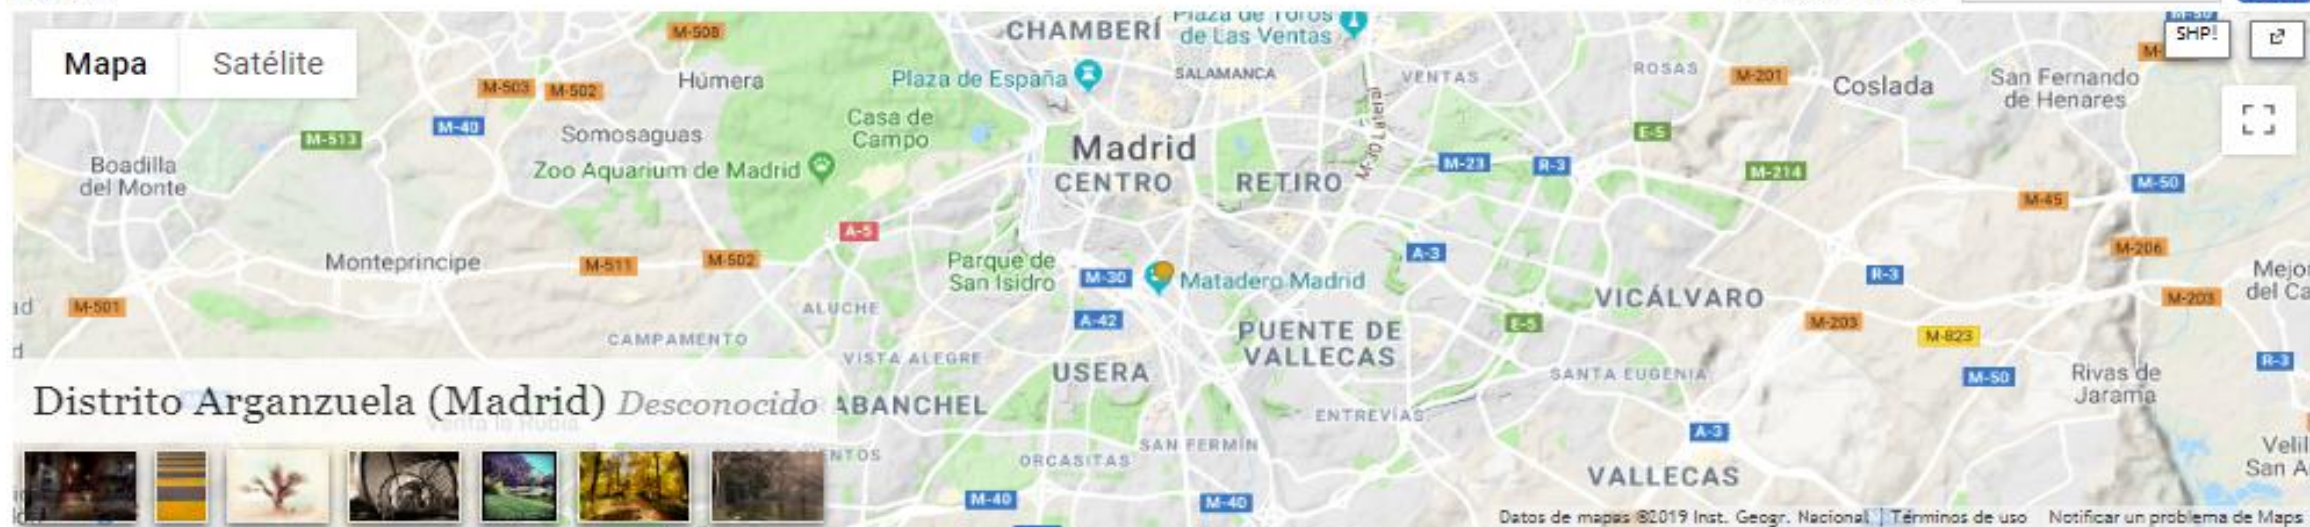 Mapa
Satélite
M-508
CHAMBERÍ
Plaza de Toros
de Las Ventas
SHP!
M-503
M-502
Húmera
Plaza de España
SALAMANCA
VENTAS
ROSAS
M-201
Coslada
San Fernando
de Henares
M-513
M-40
Somosaguas
Casa de
Campo
Madrid
CENTRO
RETIRO
M-30 Lateral
E-5
Boadilla
del Monte
Zoo Aquarium de Madrid
M-23
R-3
M-214
M-50
M-45
A-5
Monteprincipe
M-511
M-502
Parque de
San Isidro
M-30
Matadero Madrid
A-3
R-3
M-206
M-501
ALUCHE
VICÁLVARO
M-203
A-42
E-5
M-203
M-823
CAMPAMENTO
PUENTE DE
VALLECAS
VISTA ALEGRE
USERA
SANTA EUGENIA
M-50
Rivas de
Jarama
R-3
Distrito Arganzuela (Madrid) Desconocido
ABANCHEL
ENTREVÍAS
A-3
SAN FERMÍN
ORCASITAS
VALLECAS
M-40
M-40
Datos de mapas ©2019 Inst. Geogr. Nacional
Términos de uso
Notificar un problema de Maps